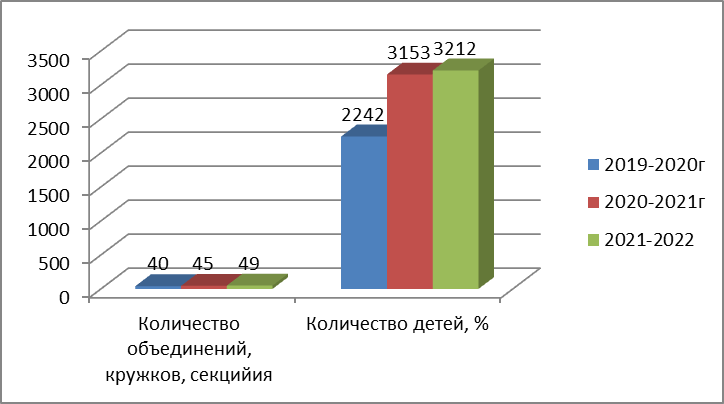 3500
3000
2500
2000
1500
1000
500
0
40 45 49
2242 3153 3212
Количество
объединений,
кружков, секцийия
Количество детей, %
2019-2020г
2020-2021г
2021-2022